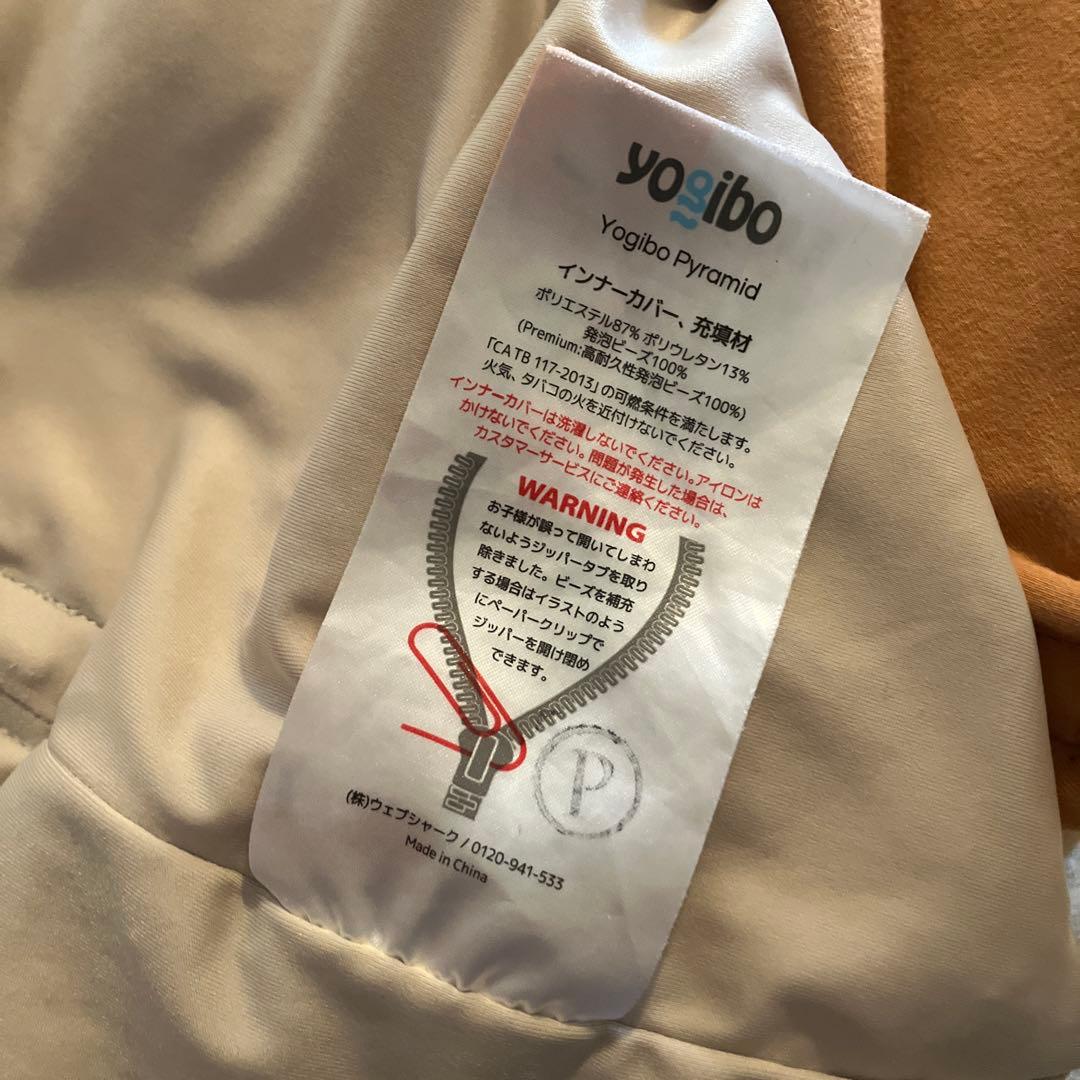 yogibo
Yogibo Pyramid
インナーカバー、充填材
ポリエステル87% ポリウレタン13%
発泡ビーズ100%
(Premium:高耐久性発泡ビーズ100%)
「CA TB 117-2013」の可燃条件を満たします。
火気、タバコの火を近付けないでください。
インナーカバーは洗濯しないでください。アイロンは
かけないでください。問題が発生した場合は、
カスタマーサービスにご連絡ください。
WARNING
お子様が誤って開いてしまわ
ないようジッパータブを取り
除きました。ビーズを補充
する場合はイラストのよう
にペーパークリップで
ジッパーを開け閉め
できます。
P
(株)ウェブシャーク / 0120-941-533
Made in China